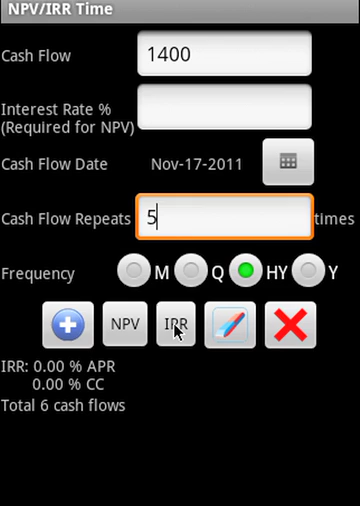 NPV/IRR Time
Cash Flow 1400
Interest Rate %
(Required for NPV)
Cash Flow Date Nov-17-2011
Cash Flow Repeats 5 times
Frequency M Q HY Y
NPV IRR
IRR: 0.00 % APR
0.00 % CC
Total 6 cash flows